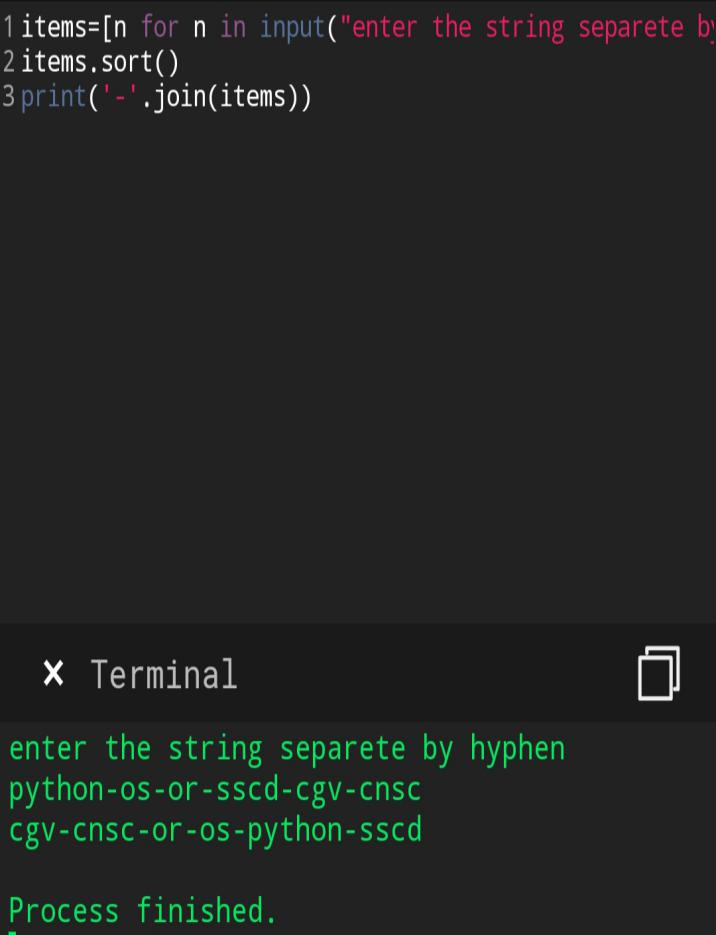 1 items=[n for n in input("enter the string separete by
2 items.sort()
3 print('-'.join(items))
× Terminal
enter the string separete by hyphen
python-os-or-sscd-cgv-cnsc
cgv-cnsc-or-os-python-sscd
Process finished.